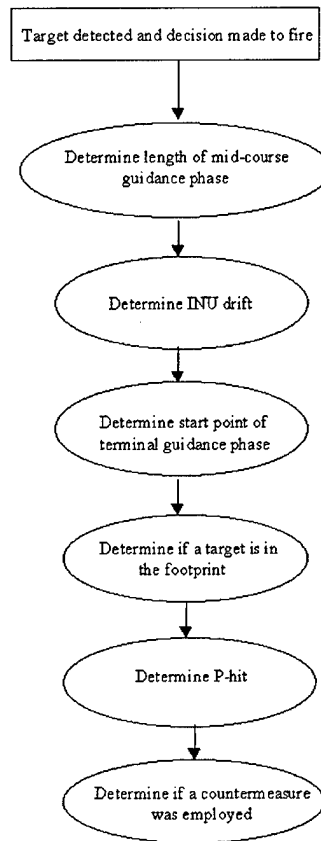 Target detected and decision made to fire
Determine length of mid-course
guidance phase
Determine INU drift
Determine start point of
terminal guidance phase
Determine if a target is in
the footprint
Determine P-hit
Determine if a countermeasure
was employed